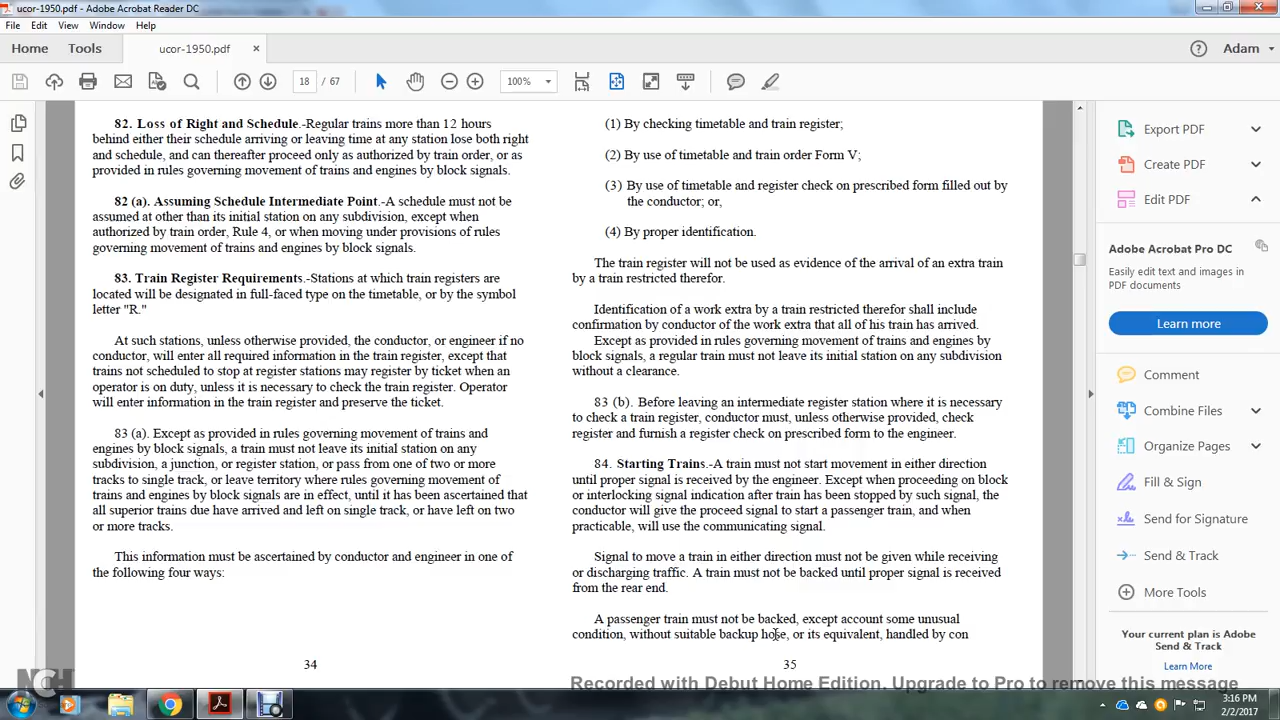 ucor-1950.pdf - Adobe Acrobat Reader DC
File Edit View Window Help
Home Tools ucor-1950.pdf × Adam
18 / 67 100%
82. Loss of Right and Schedule.-Regular trains more than 12 hours
behind either their schedule arriving or leaving time at any station lose both right
and schedule, and can thereafter proceed only as authorized by train order, or as
provided in rules governing movement of trains and engines by block signals.
82 (a). Assuming Schedule Intermediate Point.-A schedule must not be
assumed at other than its initial station on any subdivision, except when
authorized by train order, Rule 4, or when moving under provisions of rules
governing movement of trains and engines by block signals.
83. Train Register Requirements.-Stations at which train registers are
located will be designated in full-faced type on the timetable, or by the symbol
letter "R."
At such stations, unless otherwise provided, the conductor, or engineer if no
conductor, will enter all required information in the train register, except that
trains not scheduled to stop at register stations may register by ticket when an
operator is on duty, unless it is necessary to check the train register. Operator
will enter information in the train register and preserve the ticket.
83 (a). Except as provided in rules governing movement of trains and
engines by block signals, a train must not leave its initial station on any
subdivision, a junction, or register station, or pass from one of two or more
tracks to single track, or leave territory where rules governing movement of
trains and engines by block signals are in effect, until it has been ascertained that
all superior trains due have arrived and left on single track, or have left on two
or more tracks.
This information must be ascertained by conductor and engineer in one of
the following four ways:
34
(1) By checking timetable and train register;
(2) By use of timetable and train order Form V;
(3) By use of timetable and register check on prescribed form filled out by
the conductor; or,
(4) By proper identification.
The train register will not be used as evidence of the arrival of an extra train
by a train restricted therefor.
Identification of a work extra by a train restricted therefor shall include
confirmation by conductor of the work extra that all of his train has arrived.
Except as provided in rules governing movement of trains and engines by
block signals, a regular train must not leave its initial station on any subdivision
without a clearance.
83 (b). Before leaving an intermediate register station where it is necessary
to check a train register, conductor must, unless otherwise provided, check
register and furnish a register check on prescribed form to the engineer.
84. Starting Trains.-A train must not start movement in either direction
until proper signal is received by the engineer. Except when proceeding on block
or interlocking signal indication after train has been stopped by such signal, the
conductor will give the proceed signal to start a passenger train, and when
practicable, will use the communicating signal.
Signal to move a train in either direction must not be given while receiving
or discharging traffic. A train must not be backed until proper signal is received
from the rear end.
A passenger train must not be backed, except account some unusual
condition, without suitable backup hose, or its equivalent, handled by con
35
Export PDF
Create PDF
Edit PDF
Adobe Acrobat Pro DC
Easily edit text and images in
PDF documents
Learn more
Comment
Combine Files
Organize Pages
Fill & Sign
Send for Signature
Send & Track
More Tools
Your current plan is Adobe
Send & Track
Learn More
NCH
Recorded with Debut Home Edition. Upgrade to Pro to remove this message
3:16 PM
2/2/2017